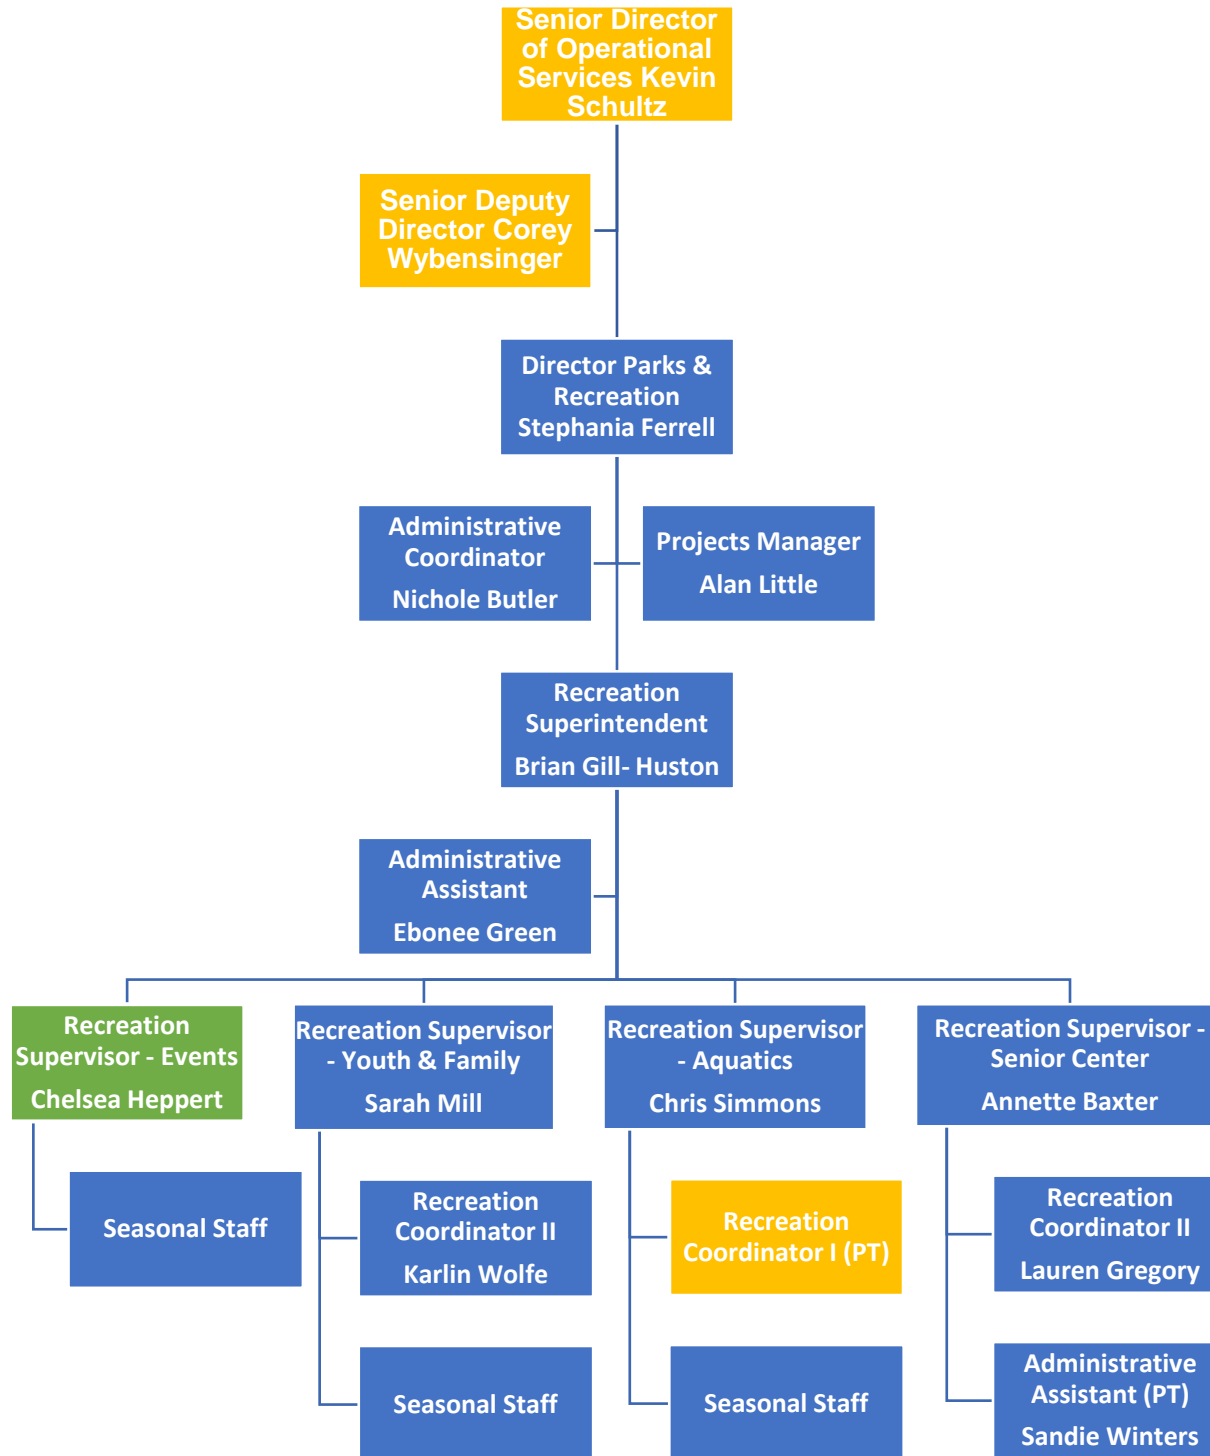 Senior Director
of Operational
Services Kevin
Schultz
Senior Deputy
Director Corey
Wybensinger
Director Parks &
Recreation
Stephania Ferrell
Administrative
Coordinator
Nichole Butler
Projects Manager
Alan Little
Recreation
Superintendent
Brian Gill- Huston
Administrative
Assistant
Ebonee Green
Recreation
Supervisor - Events
Chelsea Heppert
Recreation Supervisor
- Youth & Family
Sarah Mill
Recreation Supervisor
- Aquatics
Chris Simmons
Recreation Supervisor -
Senior Center
Annette Baxter
Seasonal Staff
Recreation
Coordinator II
Karlin Wolfe
Recreation
Coordinator I (PT)
Recreation
Coordinator II
Lauren Gregory
Seasonal Staff
Seasonal Staff
Administrative
Assistant (PT)
Sandie Winters